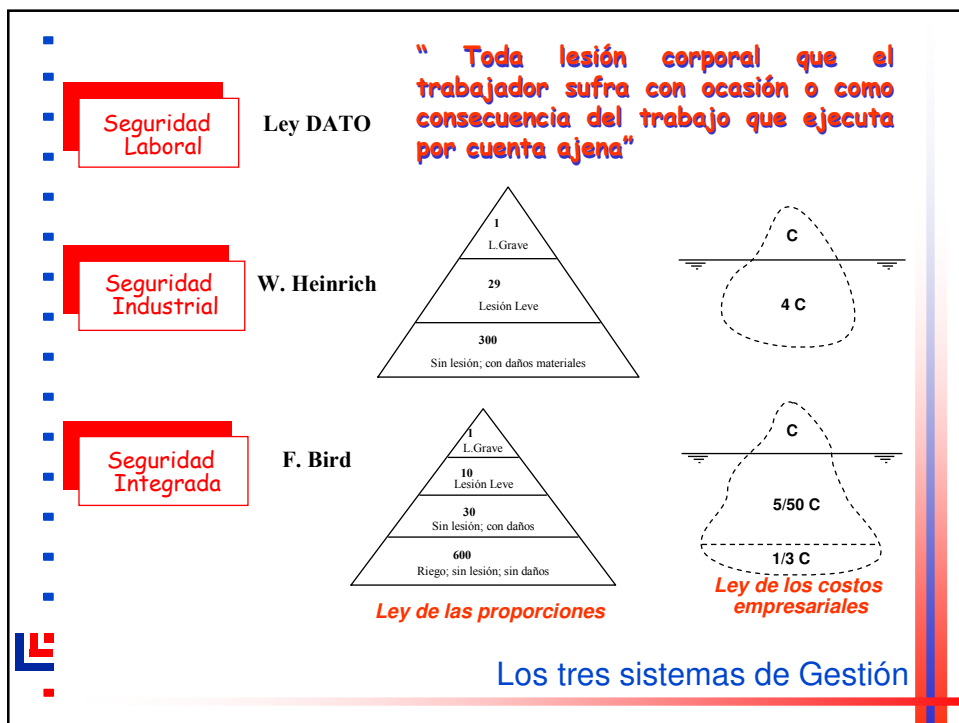 “ Toda lesión corporal que el
trabajador sufra con ocasión o como
consecuencia del trabajo que ejecuta
por cuenta ajena”
Seguridad
Laboral
Ley DATO
Seguridad
Industrial
W. Heinrich
1
L.Grave
29
Lesión Leve
300
Sin lesión; con daños materiales
C
4 C
Seguridad
Integrada
F. Bird
1
L.Grave
10
Lesión Leve
30
Sin lesión; con daños
600
Riego; sin lesión; sin daños
Ley de las proporciones
C
5/50 C
1/3 C
Ley de los costos
empresariales
Los tres sistemas de Gestión